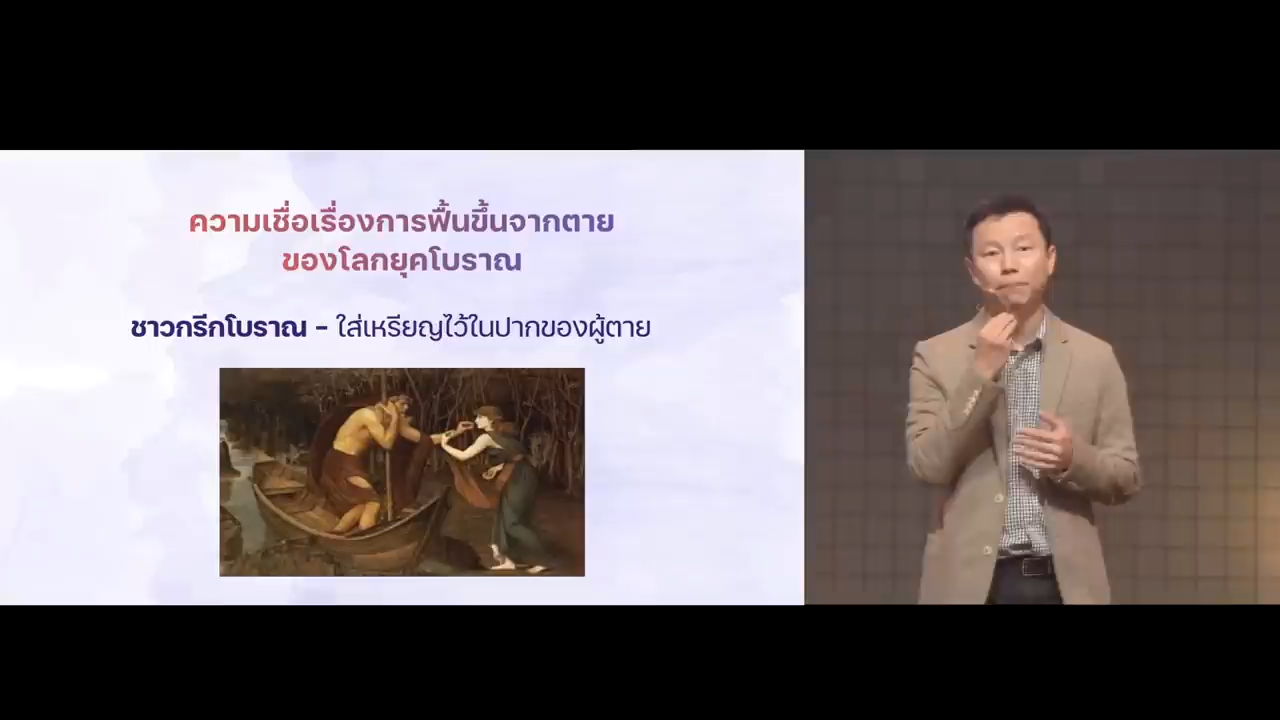 ความเชื่อเรื่องการฟื้นขึ้นจากตาย
ของโลกยุคโบราณ
ชาวกรีกโบราณ - ใส่เหรียญไว้ในปากของผู้ตาย